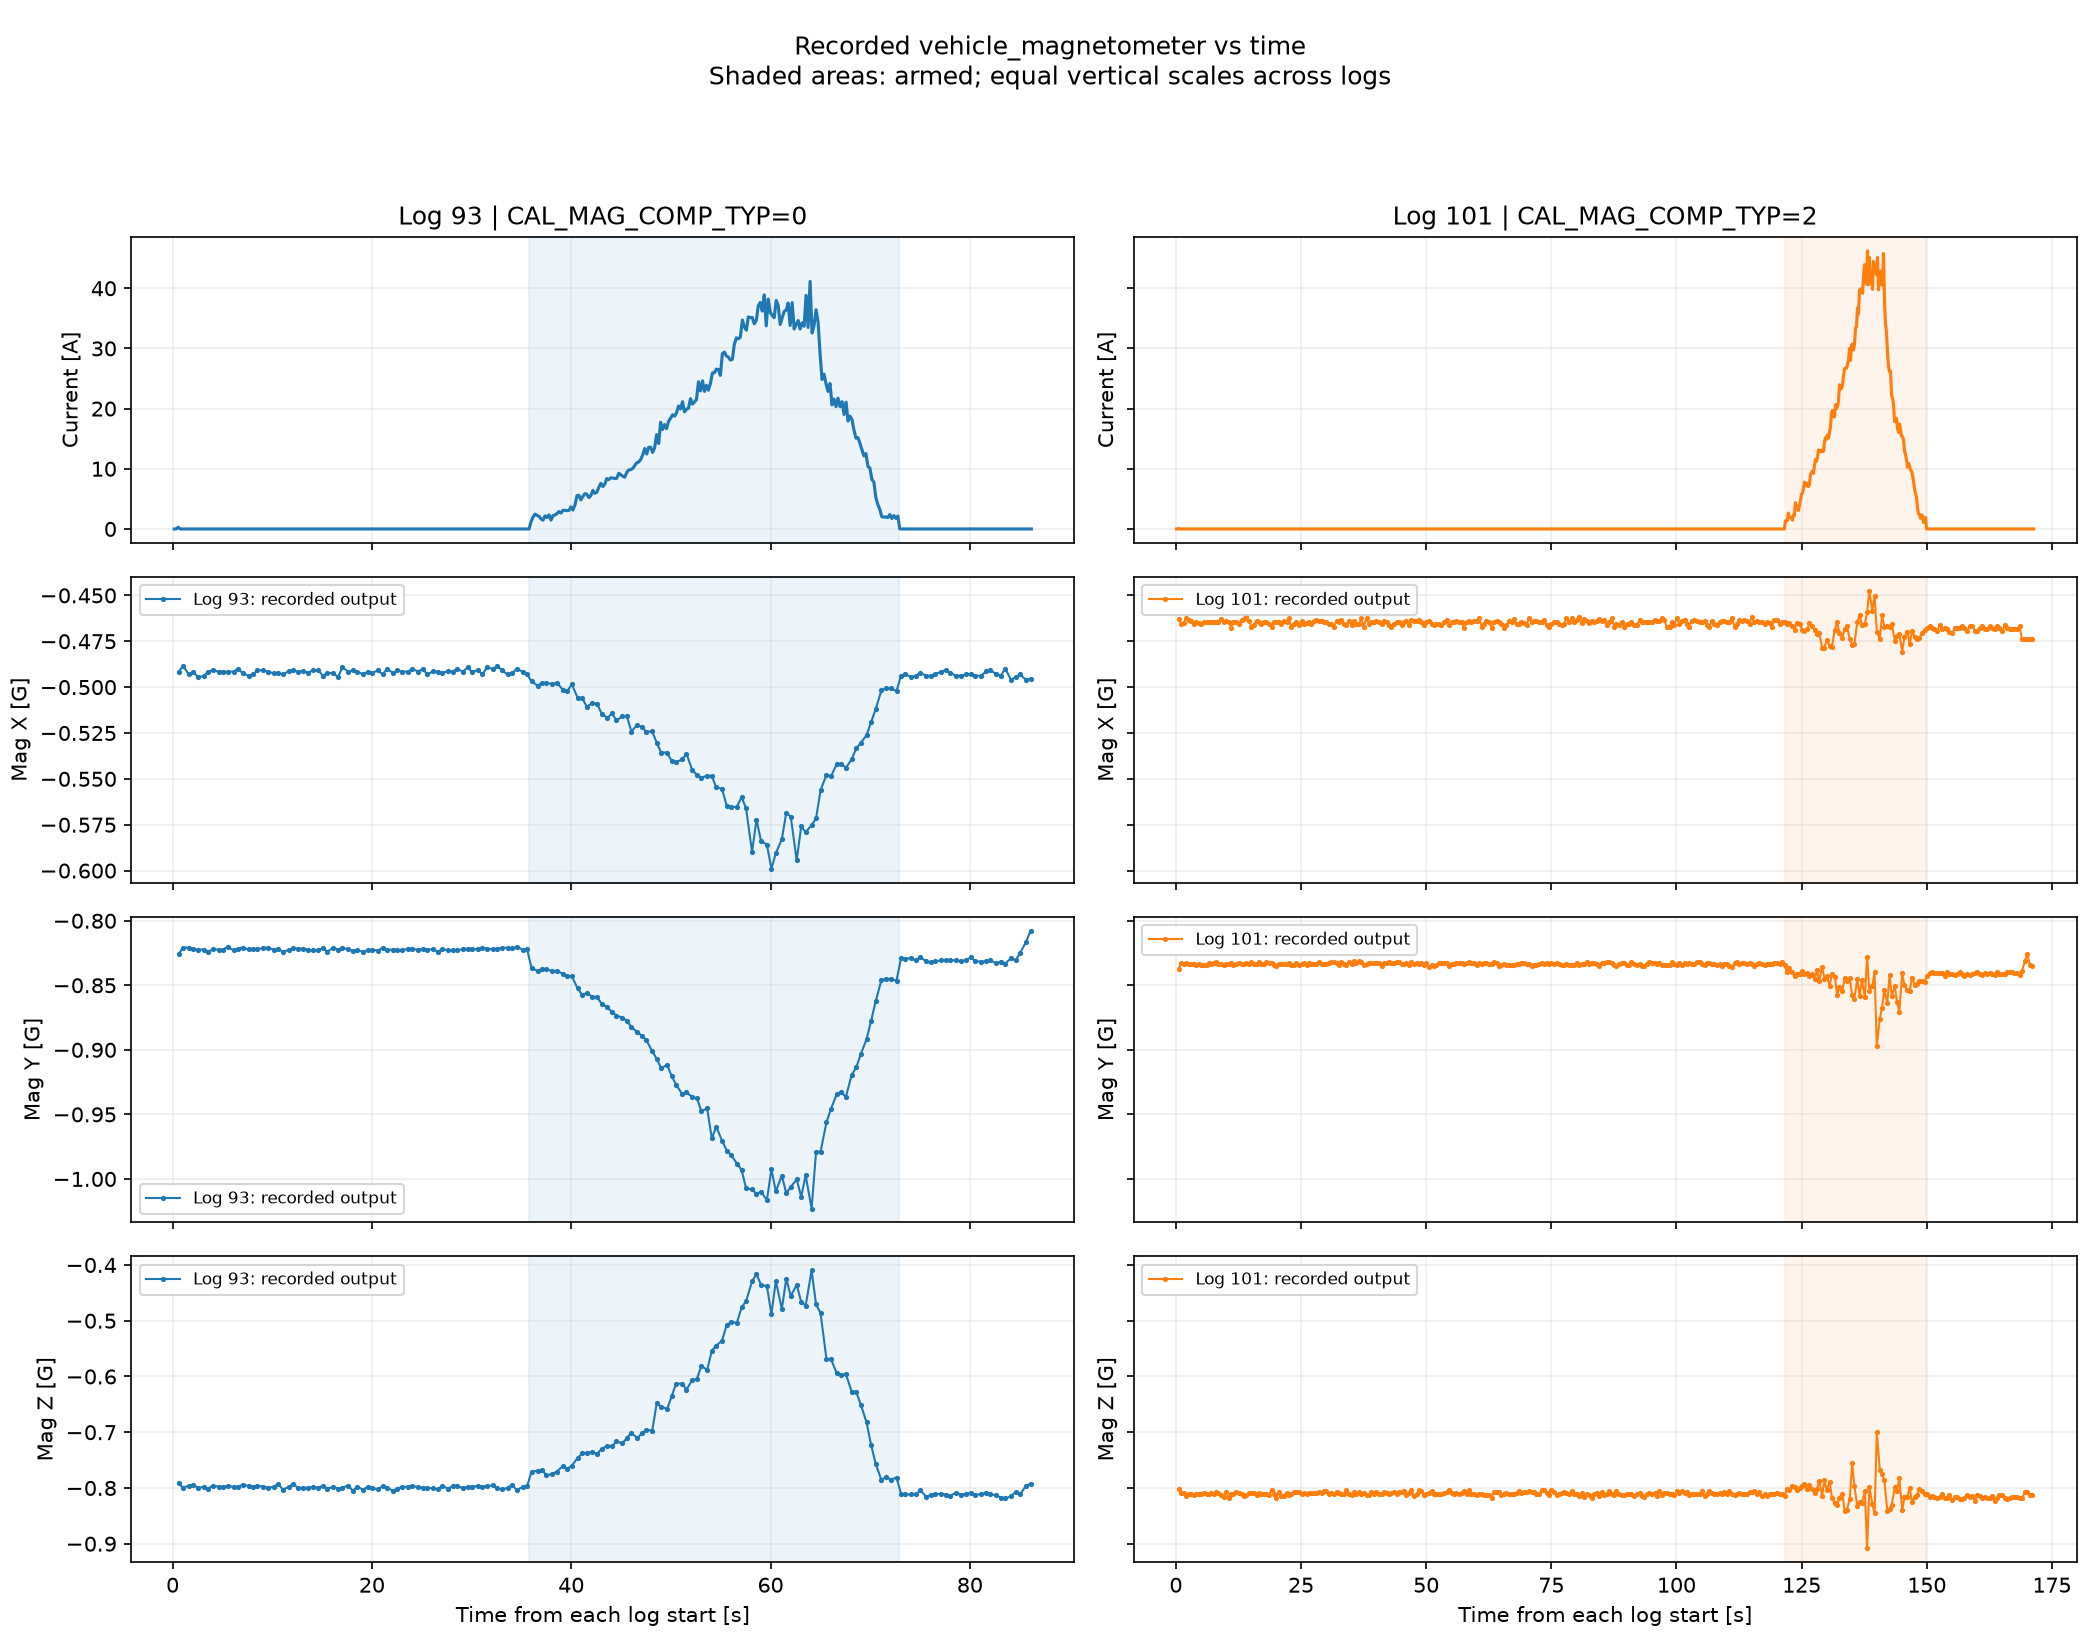 Recorded vehicle_magnetometer vs time
Shaded areas: armed; equal vertical scales across logs
Log 93 | CAL_MAG_COMP_TYP=0
Log 101 | CAL_MAG_COMP_TYP=2
Current [A]
40
30
20
10
0
Current [A]
Mag X [G]
−0.450
−0.475
−0.500
−0.525
−0.550
−0.575
−0.600
Log 93: recorded output
Mag X [G]
Log 101: recorded output
Mag Y [G]
−0.80
−0.85
−0.90
−0.95
−1.00
Log 93: recorded output
Mag Y [G]
Log 101: recorded output
Mag Z [G]
−0.4
−0.5
−0.6
−0.7
−0.8
−0.9
Log 93: recorded output
0 20 40 60 80
Time from each log start [s]
Mag Z [G]
Log 101: recorded output
0 25 50 75 100 125 150 175
Time from each log start [s]